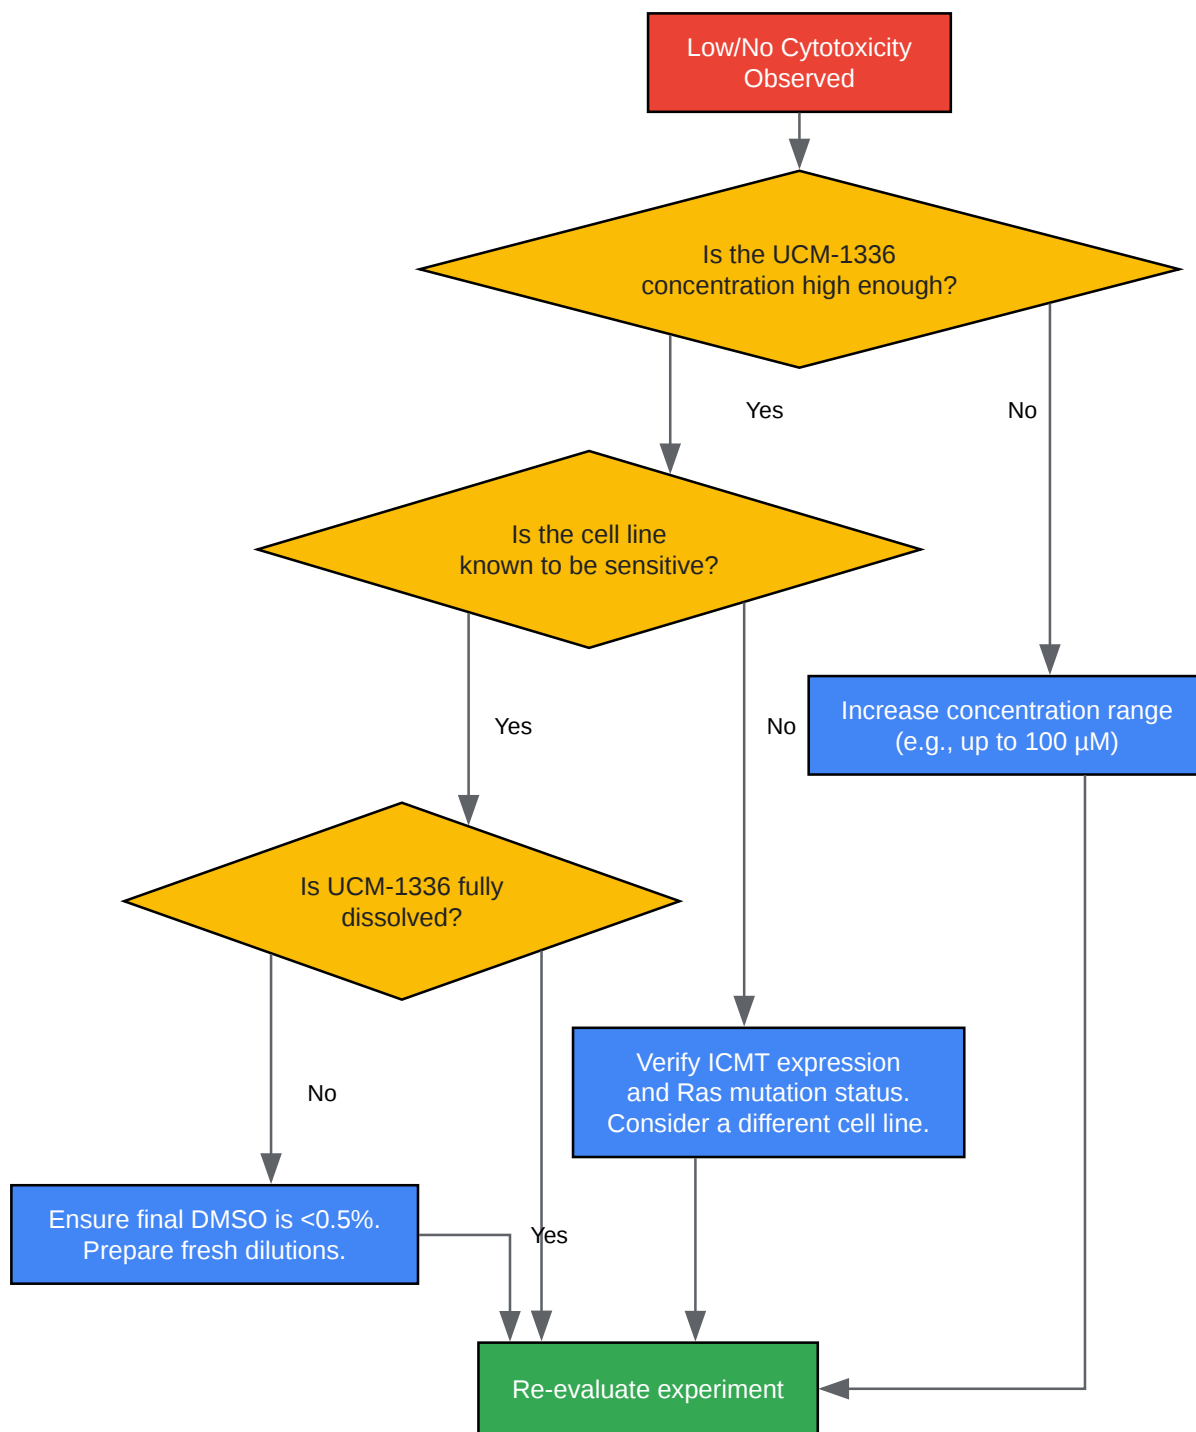 Low/No Cytotoxicity
Observed
Is the UCM-1336
concentration high enough?
Yes
No
Is the cell line
known to be sensitive?
Increase concentration range
(e.g., up to 100 µM)
Yes
No
Is UCM-1336 fully
dissolved?
Verify ICMT expression
and Ras mutation status.
Consider a different cell line.
No
Ensure final DMSO is <0.5%.
Prepare fresh dilutions.
Yes
Re-evaluate experiment